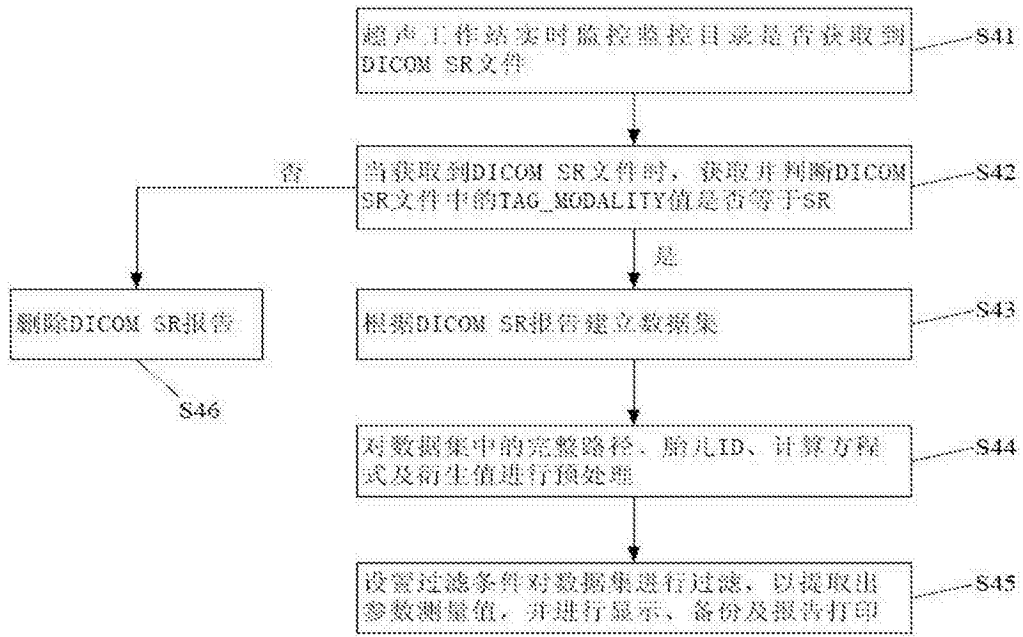 超声工作站实时监控监控目录是否获取到
DICOM SR文件
S41
否
当获取到DICOM SR文件时，获取并判断DICOM
SR文件中的TAG_MODALITY值是否等于SR
S42
是
删除DICOM SR报告
S46
根据DICOM SR报告建立数据集
S43
对数据集中的完整路径、胎儿ID、计算方程
式及衍生值进行预处理
S44
设置过滤条件对数据集进行过滤，以提取出
参数测量值，并进行显示、备份及报告打印
S45